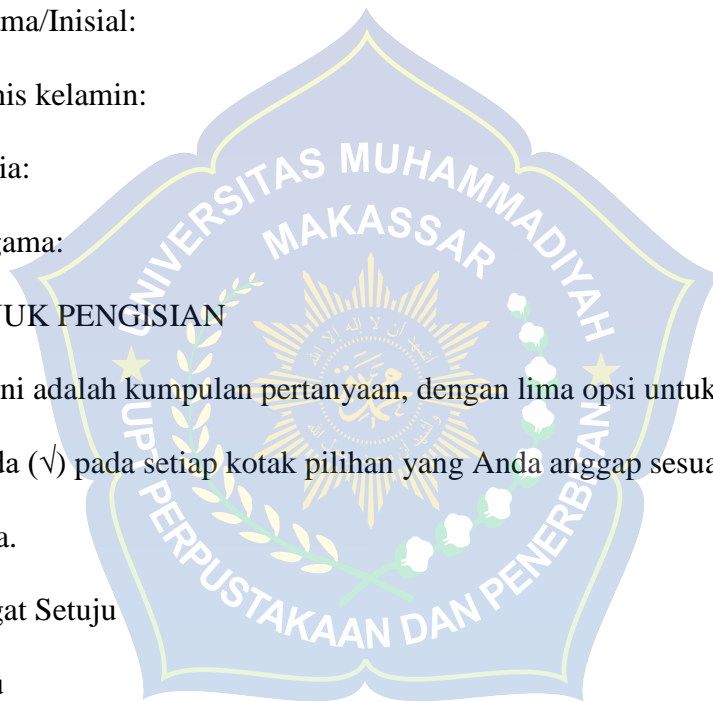 ma/Inisial:
nis kelamin:
ia:
gama:
UK PENGISIAN
ni adalah kumpulan pertanyaan, dengan lima opsi untuk
da (√) pada setiap kotak pilihan yang Anda anggap sesua
a.
gat Setuju
u
UNIVERSITAS MUHAMMADIYAH
MAKASSAR
UPT PERPUSTAKAAN DAN PENERBITAN